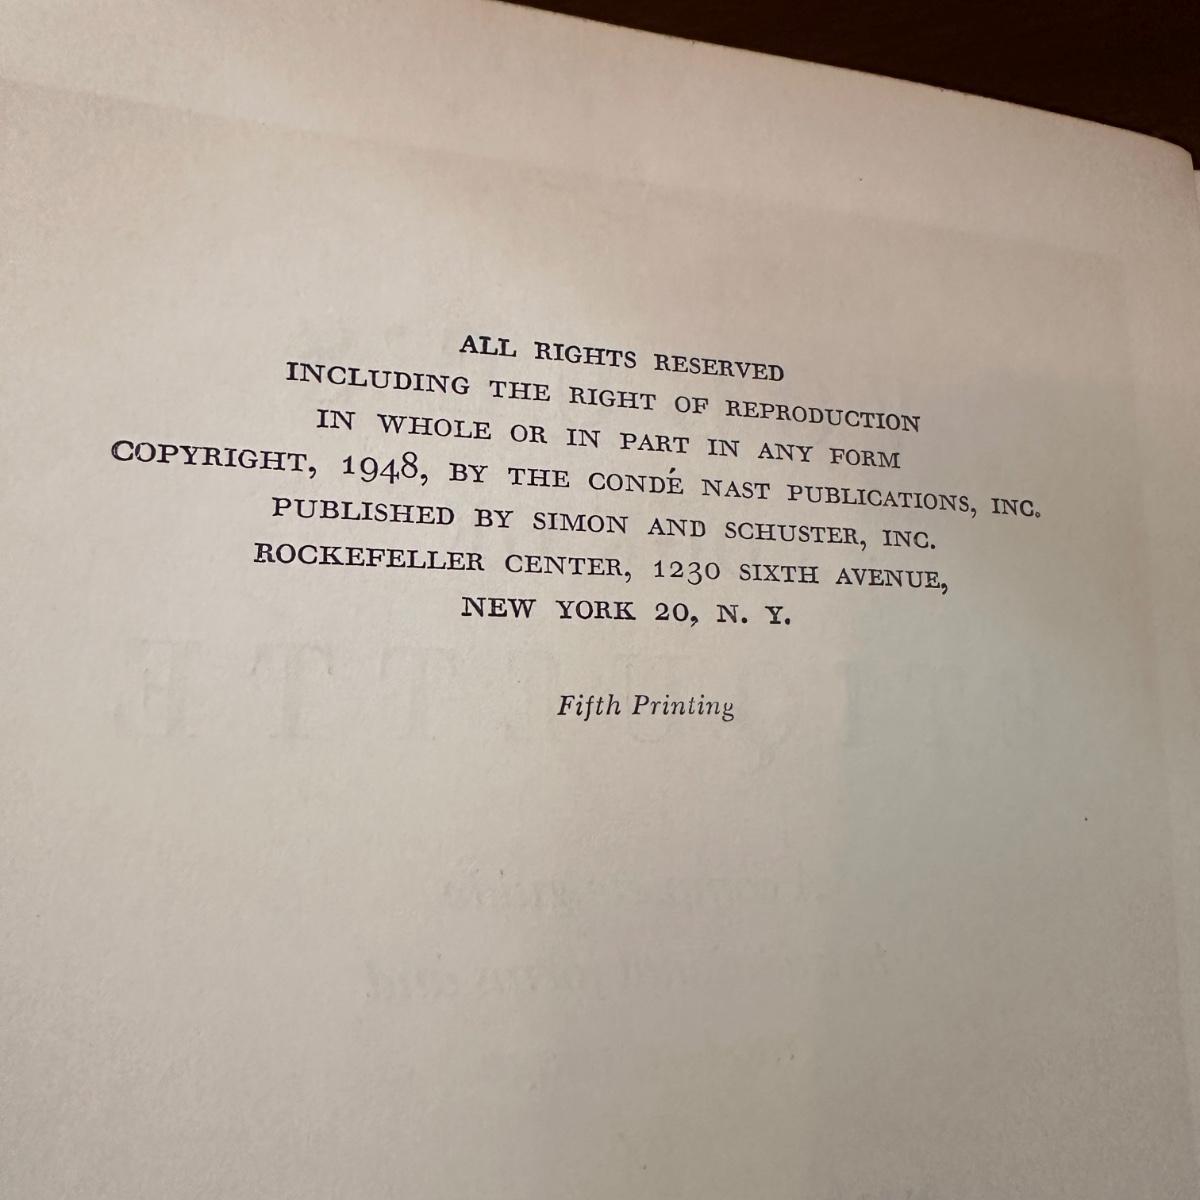 ALL RIGHTS RESERVED
INCLUDING THE RIGHT OF REPRODUCTION
IN WHOLE OR IN PART IN ANY FORM
COPYRIGHT, 1948, BY THE CONDÉ NAST PUBLICATIONS, INC.
PUBLISHED BY SIMON AND SCHUSTER, INC.
ROCKEFELLER CENTER, 1230 SIXTH AVENUE,
NEW YORK 20, N. Y.
Fifth Printing